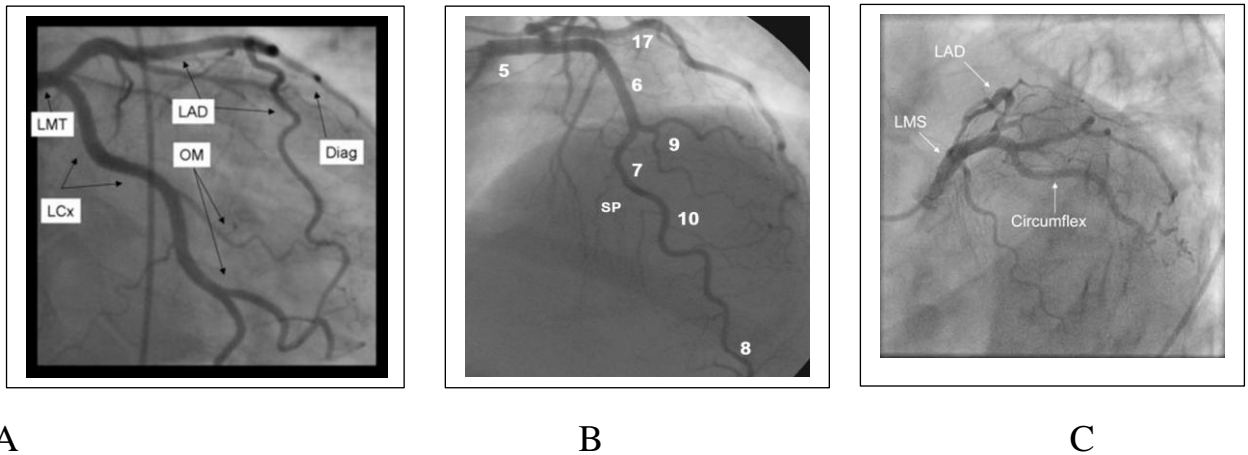 LMT
LAD
OM
Diag
LCx
5
17
6
9
7
SP
10
8
LAD
LMS
Circumflex
A
B
C